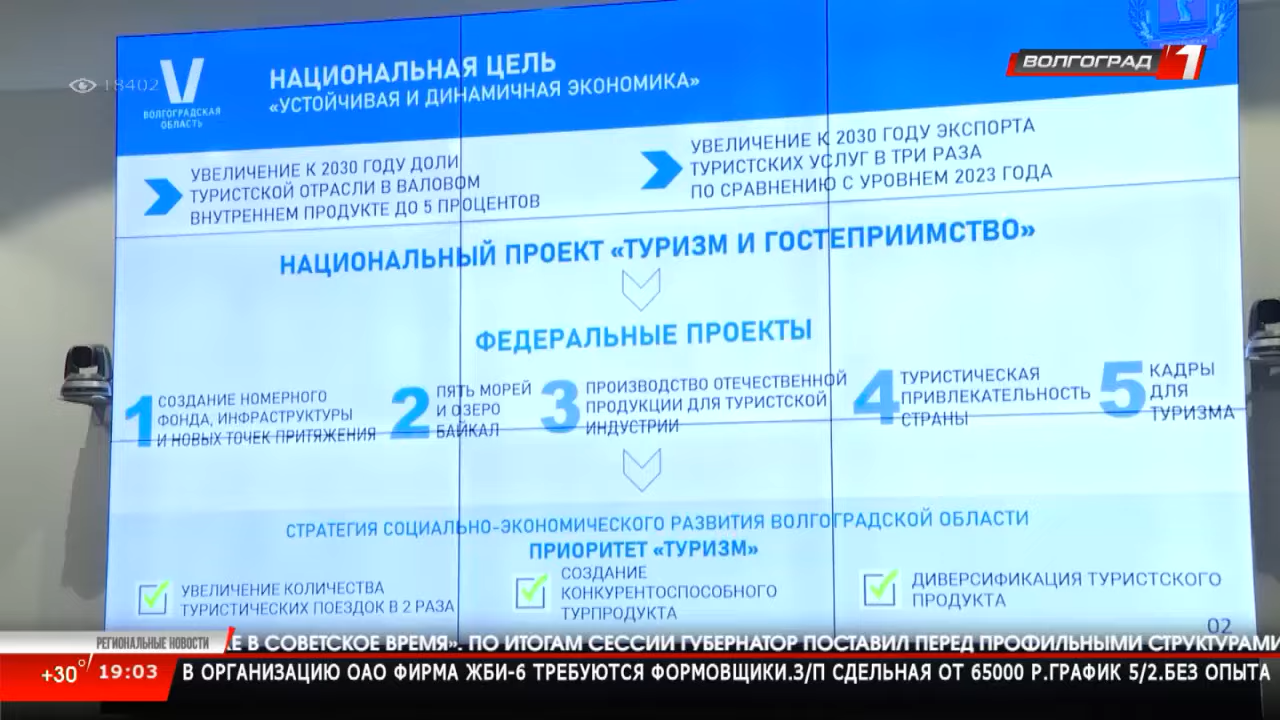 18402
ВОЛГОГРАДСКАЯ
ОБЛАСТЬ
НАЦИОНАЛЬНАЯ ЦЕЛЬ
«УСТОЙЧИВАЯ И ДИНАМИЧНАЯ ЭКОНОМИКА»
ВОЛГОГРАД 1
УВЕЛИЧЕНИЕ К 2030 ГОДУ ДОЛИ
ТУРИСТСКОЙ ОТРАСЛИ В ВАЛОВОМ
ВНУТРЕННЕМ ПРОДУКТЕ ДО 5 ПРОЦЕНТОВ
УВЕЛИЧЕНИЕ К 2030 ГОДУ ЭКСПОРТА
ТУРИСТСКИХ УСЛУГ В ТРИ РАЗА
ПО СРАВНЕНИЮ С УРОВНЕМ 2023 ГОДА
НАЦИОНАЛЬНЫЙ ПРОЕКТ «ТУРИЗМ И ГОСТЕПРИИМСТВО»
ФЕДЕРАЛЬНЫЕ ПРОЕКТЫ
1
СОЗДАНИЕ НОМЕРНОГО
ФОНДА, ИНФРАСТРУКТУРЫ
И НОВЫХ ТОЧЕК ПРИТЯЖЕНИЯ
2
ПЯТЬ МОРЕЙ
И ОЗЕРО
БАЙКАЛ
3
ПРОИЗВОДСТВО ОТЕЧЕСТВЕННОЙ
ПРОДУКЦИИ ДЛЯ ТУРИСТСКОЙ
ИНДУСТРИИ
4
ТУРИСТИЧЕСКАЯ
ПРИВЛЕКАТЕЛЬНОСТЬ
СТРАНЫ
5
КАДРЫ
ДЛЯ
ТУРИЗМА
СТРАТЕГИЯ СОЦИАЛЬНО-ЭКОНОМИЧЕСКОГО РАЗВИТИЯ ВОЛГОГРАДСКОЙ ОБЛАСТИ
ПРИОРИТЕТ «ТУРИЗМ»
УВЕЛИЧЕНИЕ КОЛИЧЕСТВА
ТУРИСТИЧЕСКИХ ПОЕЗДОК В 2 РАЗА
СОЗДАНИЕ
КОНКУРЕНТОСПОСОБНОГО
ТУРПРОДУКТА
ДИВЕРСИФИКАЦИЯ ТУРИСТСКОГО
ПРОДУКТА
02
РЕГИОНАЛЬНЫЕ НОВОСТИ
Е В СОВЕТСКОЕ ВРЕМЯ». ПО ИТОГАМ СЕССИИ ГУБЕРНАТОР ПОСТАВИЛ ПЕРЕД ПРОФИЛЬНЫМИ СТРУКТУРАМИ
+30° 19:03
В ОРГАНИЗАЦИЮ ОАО ФИРМА ЖБИ-6 ТРЕБУЮТСЯ ФОРМОВЩИКИ.З/П СДЕЛЬНАЯ ОТ 65000 Р.ГРАФИК 5/2.БЕЗ ОПЫТА